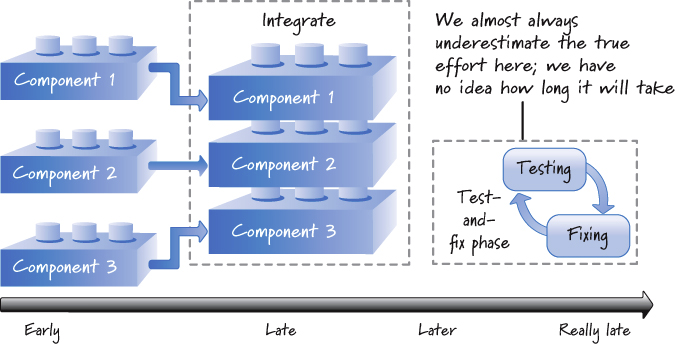 Integrate
We almost always
underestimate the true
effort here; we have
no idea how long it will take
Component 1
Component 2
Component 3
Component 1
Component 2
Component 3
Testing
Test-
and-
fix phase
Fixing
Early
Late
Later
Really late